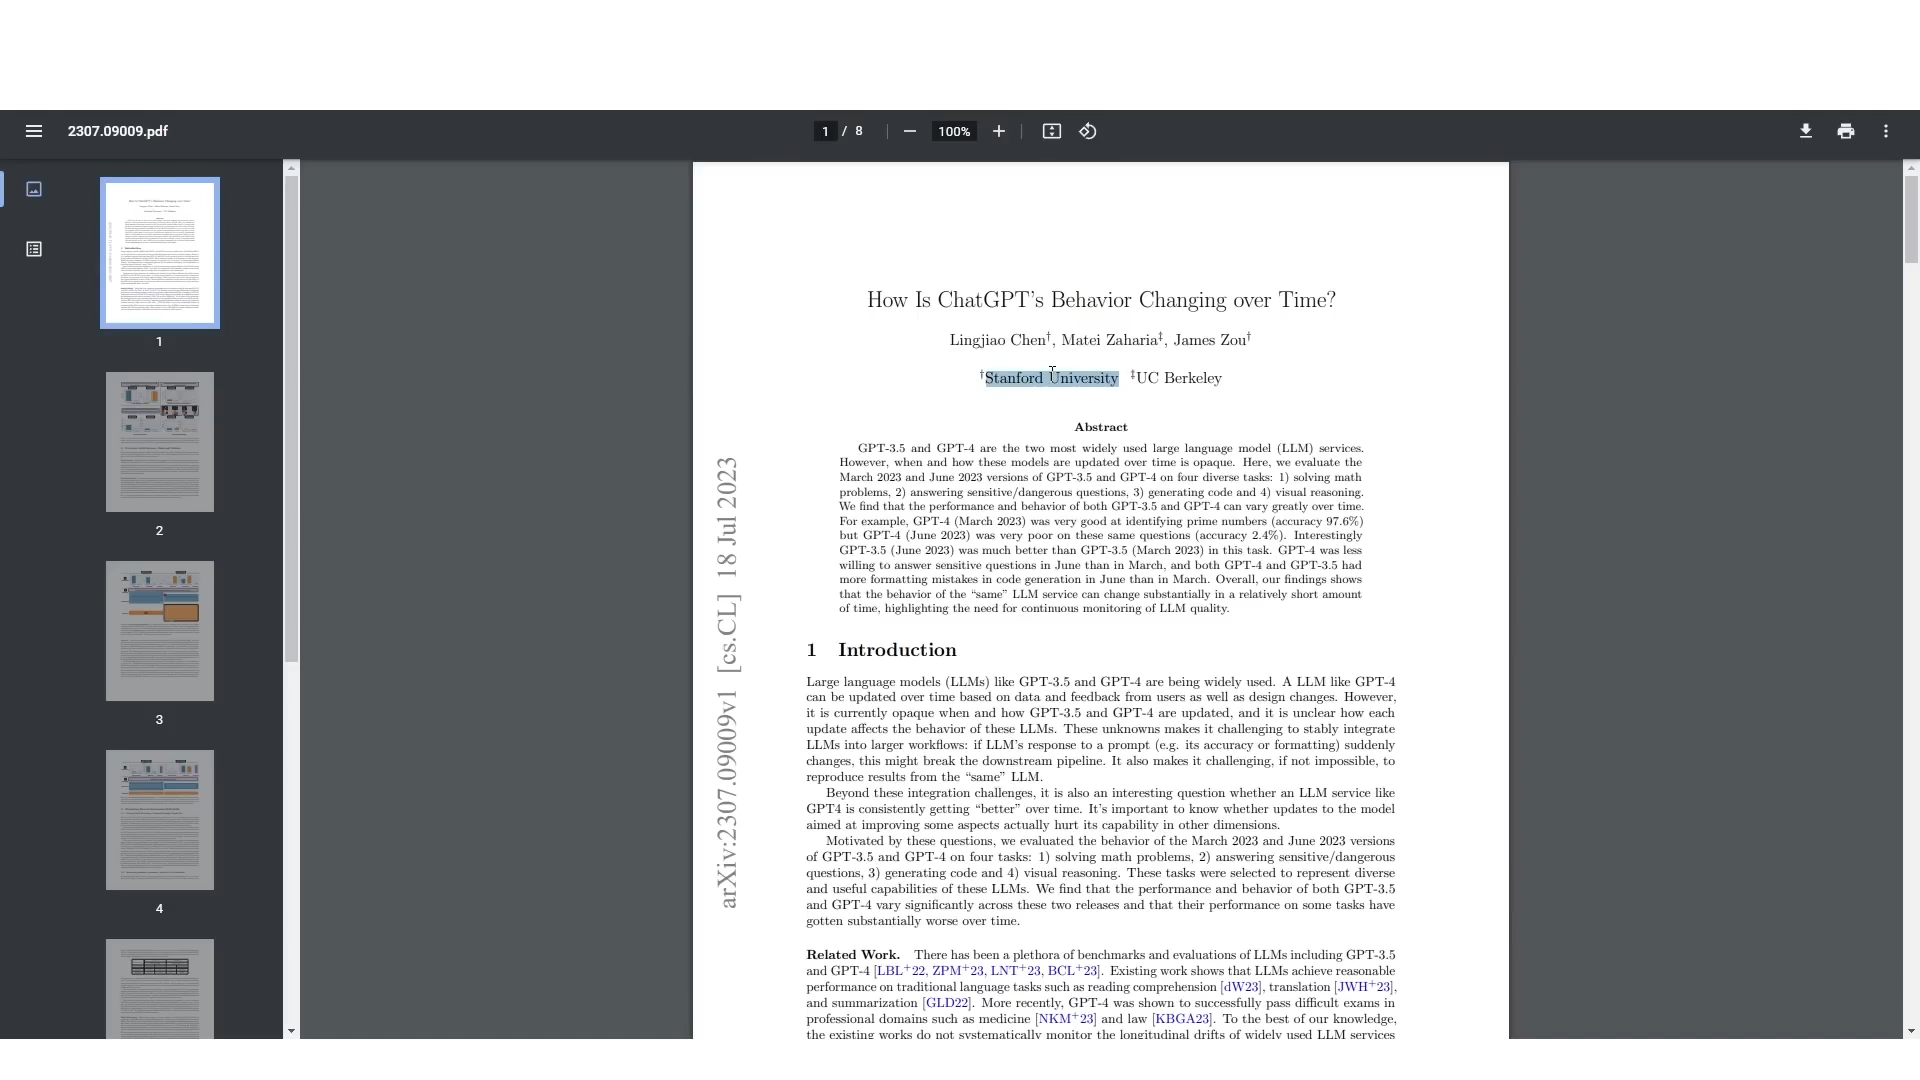 2307.09009.pdf
1 / 8
100%
1
2
3
4
How Is ChatGPT's Behavior Changing over Time?
Lingjiao Chen†, Matei Zaharia‡, James Zou†
†Stanford University ‡UC Berkeley
Abstract
GPT-3.5 and GPT-4 are the two most widely used large language model (LLM) services.
However, when and how these models are updated over time is opaque. Here, we evaluate the
March 2023 and June 2023 versions of GPT-3.5 and GPT-4 on four diverse tasks: 1) solving math
problems, 2) answering sensitive/dangerous questions, 3) generating code and 4) visual reasoning.
We find that the performance and behavior of both GPT-3.5 and GPT-4 can vary greatly over time.
For example, GPT-4 (March 2023) was very good at identifying prime numbers (accuracy 97.6%)
but GPT-4 (June 2023) was very poor on these same questions (accuracy 2.4%). Interestingly
GPT-3.5 (June 2023) was much better than GPT-3.5 (March 2023) in this task. GPT-4 was less
willing to answer sensitive questions in June than in March, and both GPT-4 and GPT-3.5 had
more formatting mistakes in code generation in June than in March. Overall, our findings shows
that the behavior of the “same” LLM service can change substantially in a relatively short amount
of time, highlighting the need for continuous monitoring of LLM quality.
arXiv:2307.09009v1 [cs.CL] 18 Jul 2023
1 Introduction
Large language models (LLMs) like GPT-3.5 and GPT-4 are being widely used. A LLM like GPT-4
can be updated over time based on data and feedback from users as well as design changes. However,
it is currently opaque when and how GPT-3.5 and GPT-4 are updated, and it is unclear how each
update affects the behavior of these LLMs. These unknowns makes it challenging to stably integrate
LLMs into larger workflows: if LLM's response to a prompt (e.g. its accuracy or formatting) suddenly
changes, this might break the downstream pipeline. It also makes it challenging, if not impossible, to
reproduce results from the “same” LLM.
Beyond these integration challenges, it is also an interesting question whether an LLM service like
GPT4 is consistently getting “better” over time. It's important to know whether updates to the model
aimed at improving some aspects actually hurt its capability in other dimensions.
Motivated by these questions, we evaluated the behavior of the March 2023 and June 2023 versions
of GPT-3.5 and GPT-4 on four tasks: 1) solving math problems, 2) answering sensitive/dangerous
questions, 3) generating code and 4) visual reasoning. These tasks were selected to represent diverse
and useful capabilities of these LLMs. We find that the performance and behavior of both GPT-3.5
and GPT-4 vary significantly across these two releases and that their performance on some tasks have
gotten substantially worse over time.
Related Work. There has been a plethora of benchmarks and evaluations of LLMs including GPT-3.5
and GPT-4 [LBL+22, ZPM+23, LNT+23, BCL+23]. Existing work shows that LLMs achieve reasonable
performance on traditional language tasks such as reading comprehension [dW23], translation [JWH+23],
and summarization [GLD22]. More recently, GPT-4 was shown to successfully pass difficult exams in
professional domains such as medicine [NKM+23] and law [KBGA23]. To the best of our knowledge,
the existing works do not systematically monitor the longitudinal drifts of widely used LLM services